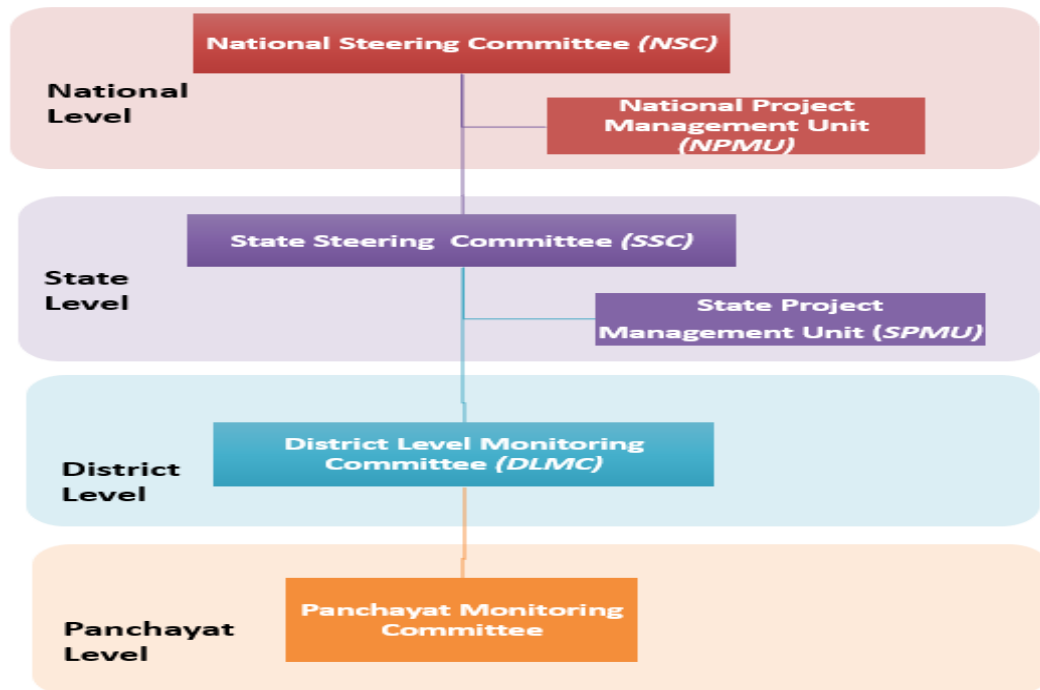 National Steering Committee (NSC)
National
Level
National Project
Management Unit
(NPMU)
State Steering Committee (SSC)
State
Level
State Project
Management Unit (SPMU)
District Level Monitoring
Committee (DLMC)
District
Level
Panchayat Monitoring
Committee
Panchayat
Level